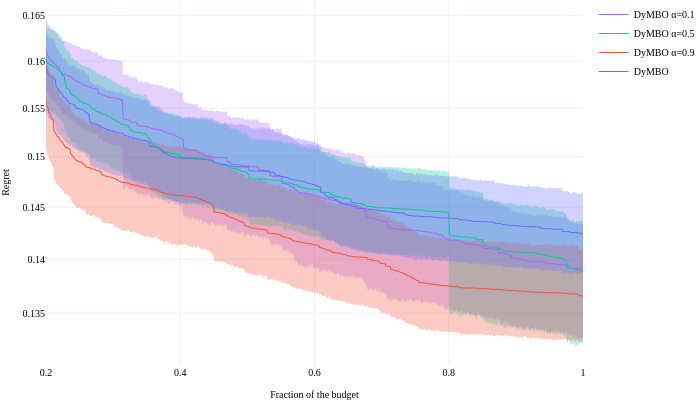 0.165
0.16
0.155
0.15
0.145
0.14
0.135
Regret
0.2
0.4
0.6
0.8
1
Fraction of the budget
DyMBO α=0.1
DyMBO α=0.5
DyMBO α=0.9
DyMBO